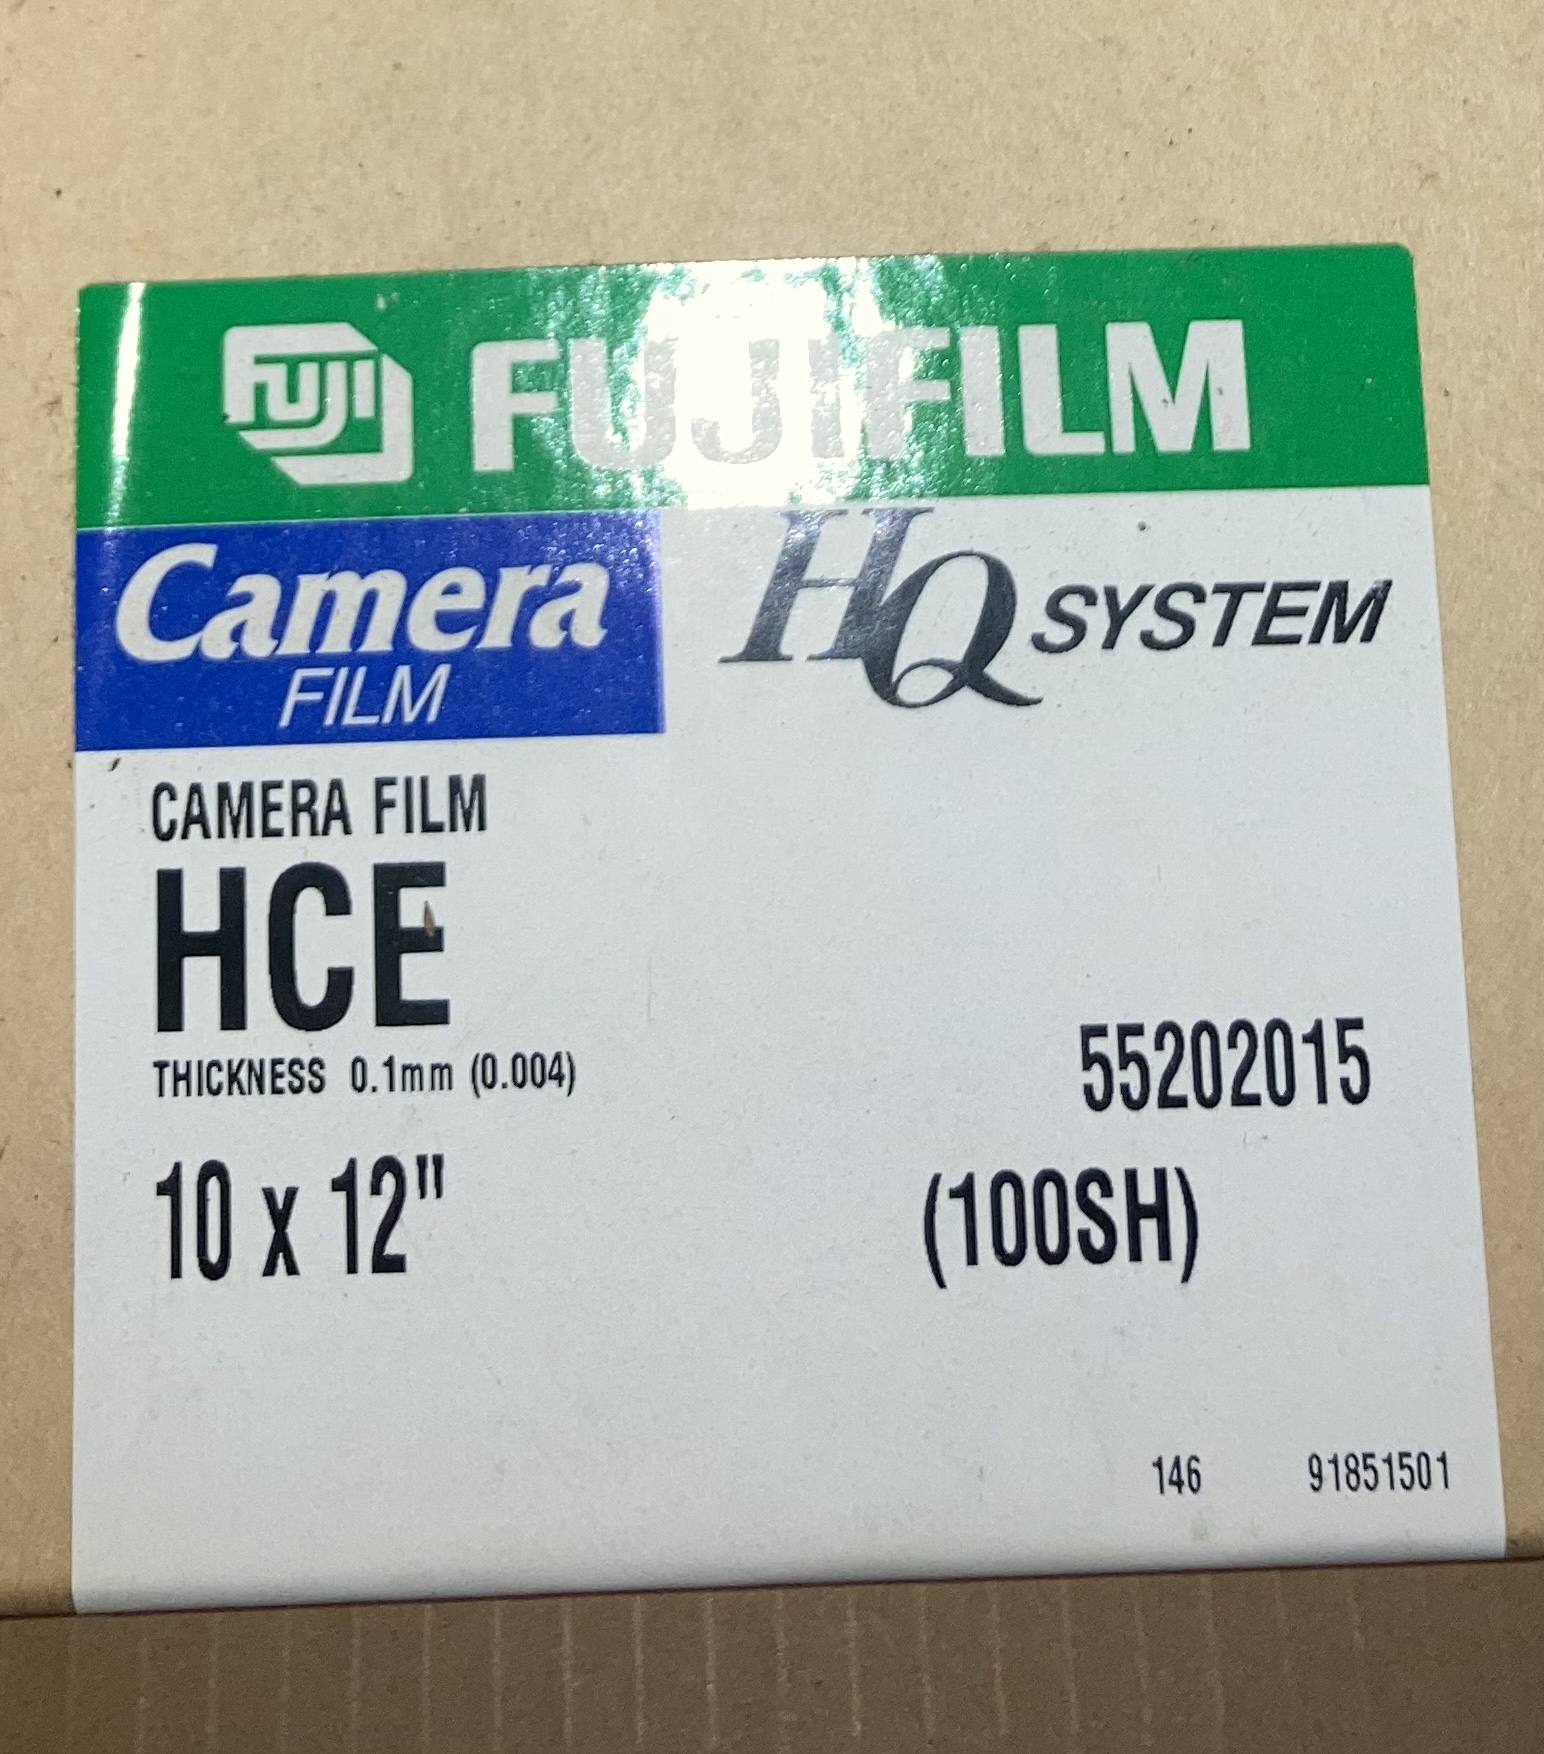 FUJI FUJIFILM
Camera
FILM
HQ SYSTEM
CAMERA FILM
HCE
THICKNESS 0.1mm (0.004)
55202015
10 x 12"
(100SH)
146 91851501